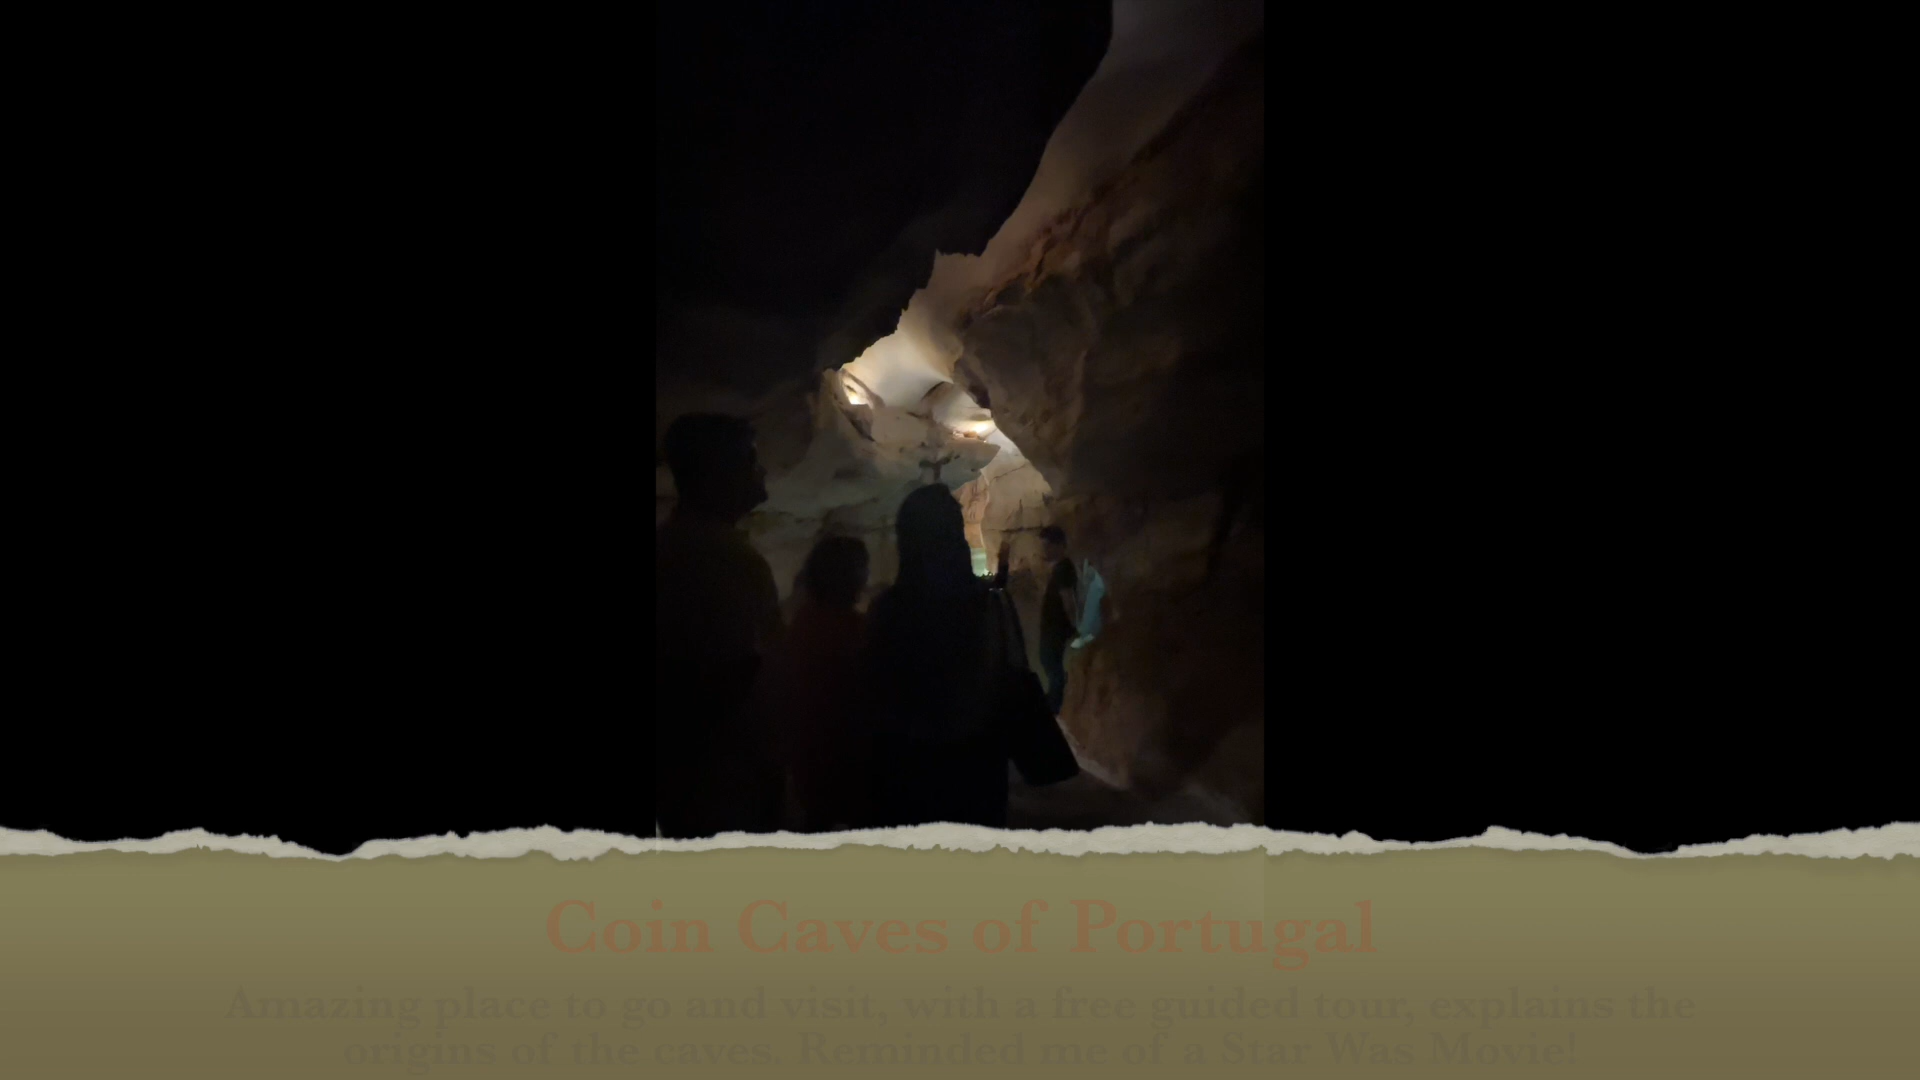 Coin Caves of Portugal
Amazing place to go and visit, with a free guided tour, explains the
origins of the caves. Reminded me of a Star Was Movie!